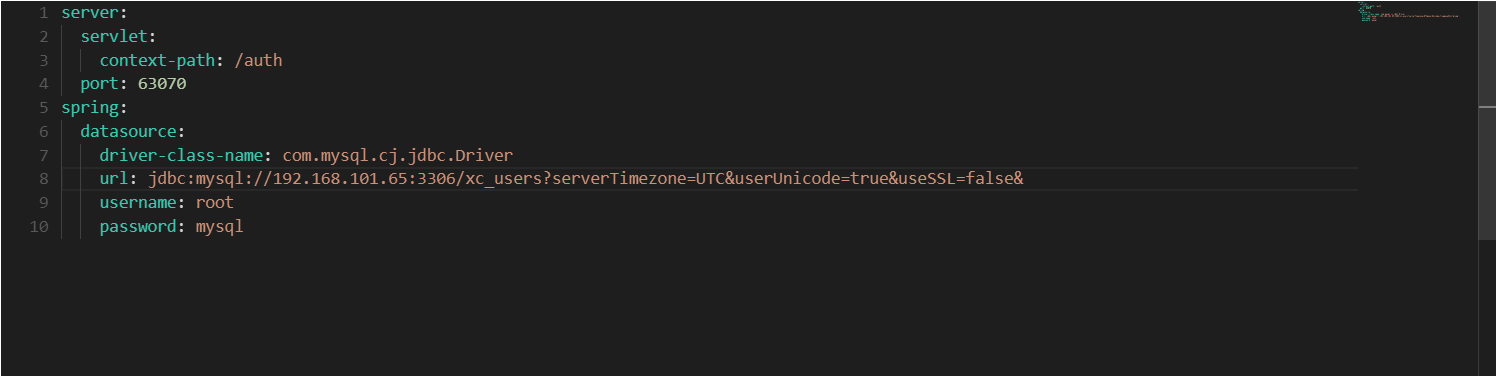 1 server:
2   servlet:
3     context-path: /auth
4   port: 63070
5 spring:
6   datasource:
7     driver-class-name: com.mysql.cj.jdbc.Driver
8     url: jdbc:mysql://192.168.101.65:3306/xc_users?serverTimezone=UTC&userUnicode=true&useSSL=false&
9     username: root
10     password: mysql